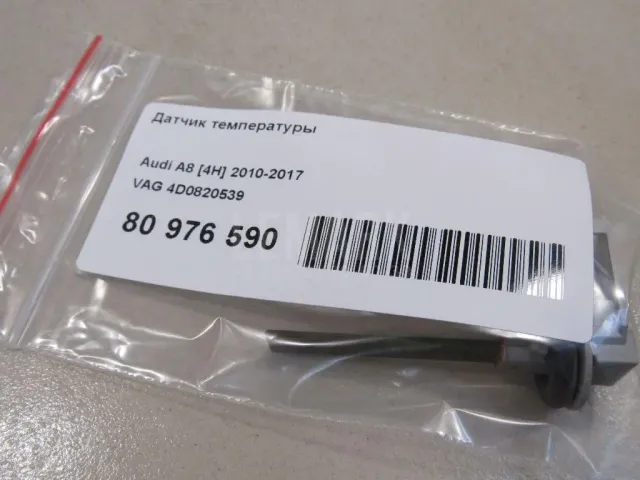 Датчик температуры
Audi A8 [4H] 2010-2017
VAG 4D0820539
80 976 590